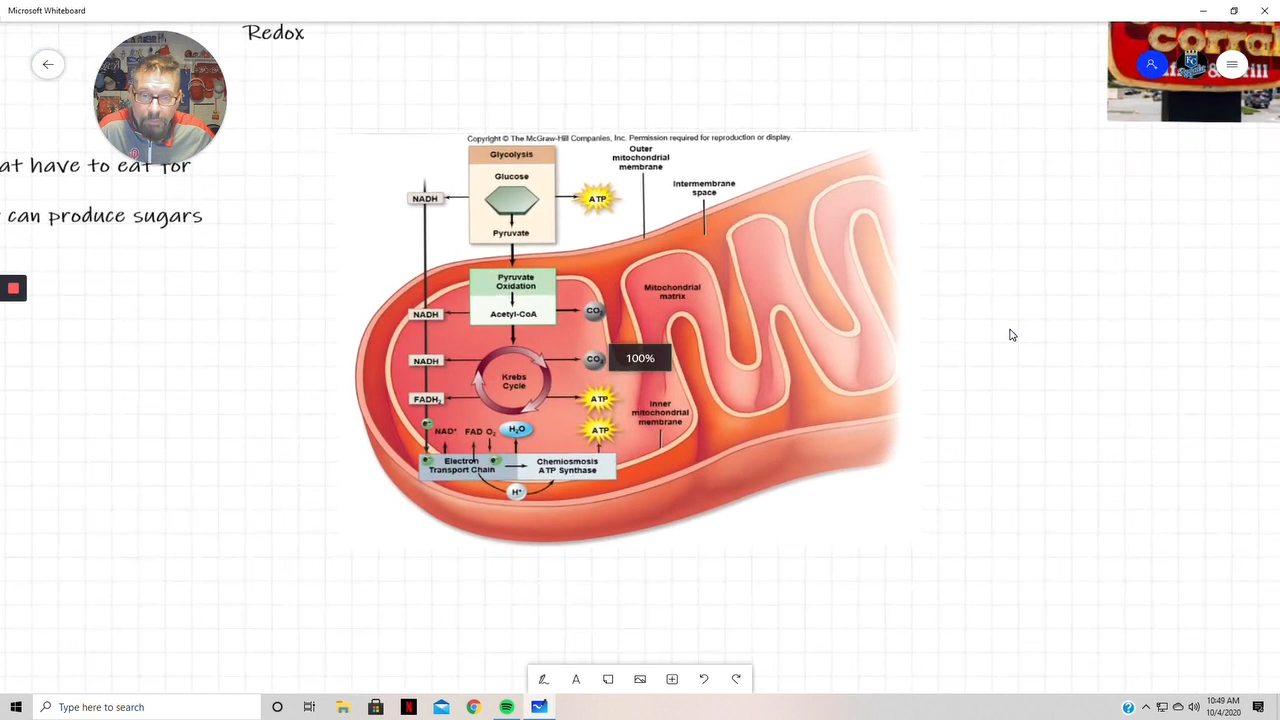 Microsoft Whiteboard
Redox
corral
& Grill
Royals
at have to eat for
can produce sugars
Copyright © The McGraw-Hill Companies, Inc. Permission required for reproduction or display.
Glycolysis
Glucose
Pyruvate
NADH
ATP
Outer
mitochondrial
membrane
Intermembrane
space
Pyruvate
Oxidation
Acetyl-CoA
NADH
CO₂
Mitochondrial
matrix
NADH
Krebs
Cycle
CO₂
100%
FADH₂
ATP
Inner
mitochondrial
membrane
e
NAD⁺
FAD
O₂
H₂O
ATP
Electron
Transport Chain
Chemiosmosis
ATP Synthase
H⁺
Type here to search
10:49 AM
10/4/2020